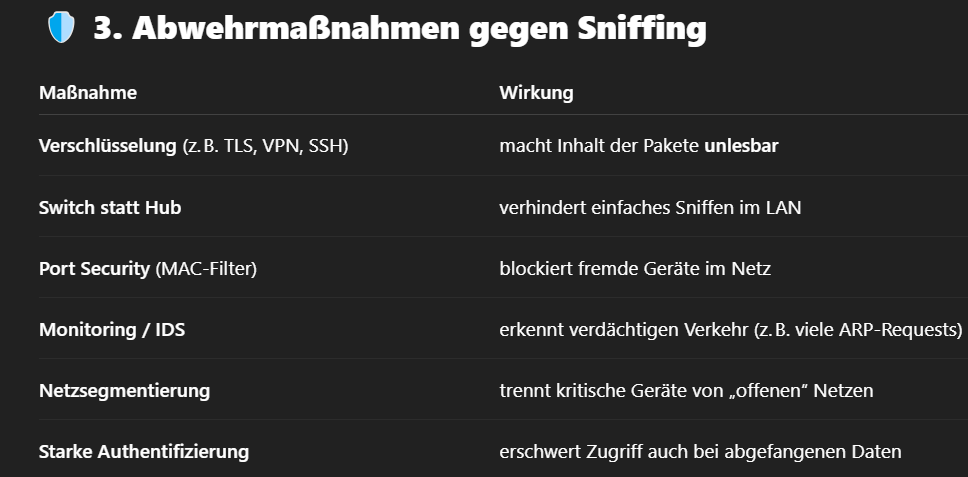 3. Abwehrmaßnahmen gegen Sniffing
Maßnahme Wirkung
Verschlüsselung (z. B. TLS, VPN, SSH) macht Inhalt der Pakete unlesbar
Switch statt Hub verhindert einfaches Sniffen im LAN
Port Security (MAC-Filter) blockiert fremde Geräte im Netz
Monitoring / IDS erkennt verdächtigen Verkehr (z. B. viele ARP-Requests)
Netzsegmentierung trennt kritische Geräte von „offenen“ Netzen
Starke Authentifizierung erschwert Zugriff auch bei abgefangenen Daten